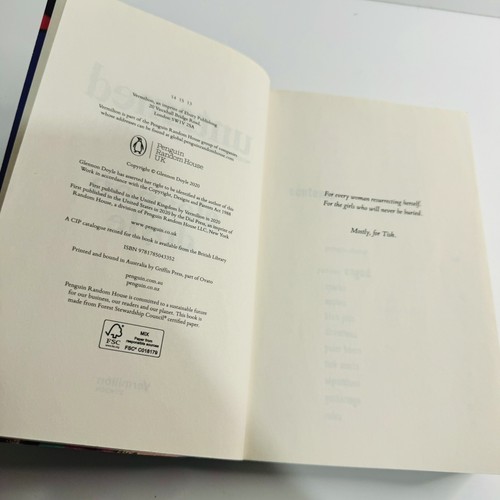 14 15 13
Vermilion, an imprint of Ebury Publishing
20 Vauxhall Bridge Road,
London SW1V 2SA
Vermilion is part of the Penguin Random House group of companies
whose addresses can be found at global.penguinrandomhouse.com
Penguin
Random House
UK
Copyright © Glennon Doyle 2020
Glennon Doyle has asserted her right to be identified as the author of this
Work in accordance with the Copyright, Designs and Patents Act 1988
First published in the United Kingdom by Vermilion in 2020
First published in the United States in 2020 by the Dial Press, an imprint of
Random House, a division of Penguin Random House LLC, New York
www.penguin.co.uk
A CIP catalogue record for this book is available from the British Library
ISBN 9781785043352
Printed and bound in Australia by Griffin Press, part of Ovato
penguin.com.au
penguin.co.nz
Penguin Random House is committed to a sustainable future
for our business, our readers and our planet. This book is
made from Forest Stewardship Council® certified paper.
FSC
MIX
Paper from
responsible sources
FSC® C018179
For every woman resurrecting herself.
For the girls who will never be buried.
Mostly, for Tish.